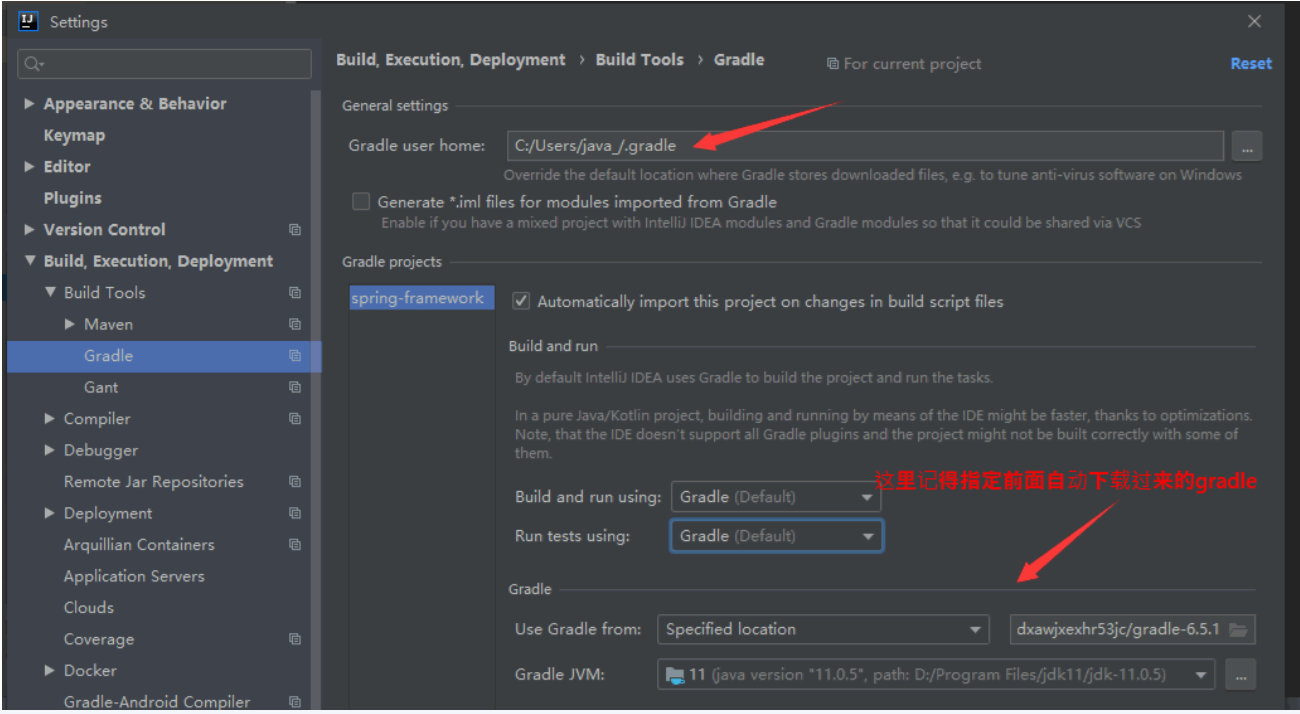 Settings
Appearance & Behavior
Keymap
Editor
Plugins
Version Control
Build, Execution, Deployment
Build Tools
Maven
Gradle
Gant
Compiler
Debugger
Remote Jar Repositories
Deployment
Arquillian Containers
Application Servers
Clouds
Coverage
Docker
Gradle-Android Compiler
Build, Execution, Deployment › Build Tools › Gradle
For current project
Reset
General settings
Gradle user home: C:/Users/java_/.gradle ...
Override the default location where Gradle stores downloaded files, e.g. to tune anti-virus software on Windows
Generate *.iml files for modules imported from Gradle
Enable if you have a mixed project with IntelliJ IDEA modules and Gradle modules so that it could be shared via VCS
Gradle projects
spring-framework
Automatically import this project on changes in build script files
Build and run
By default IntelliJ IDEA uses Gradle to build the project and run the tasks.
In a pure Java/Kotlin project, building and running by means of the IDE might be faster, thanks to optimizations.
Note, that the IDE doesn't support all Gradle plugins and the project might not be built correctly with some of
them.
这里记得指定前面自动下载过来的gradle
Build and run using: Gradle (Default)
Run tests using: Gradle (Default)
Gradle
Use Gradle from: Specified location dxawjxexhr53jc/gradle-6.5.1
Gradle JVM: 11 (java version "11.0.5", path: D:/Program Files/jdk11/jdk-11.0.5) ...